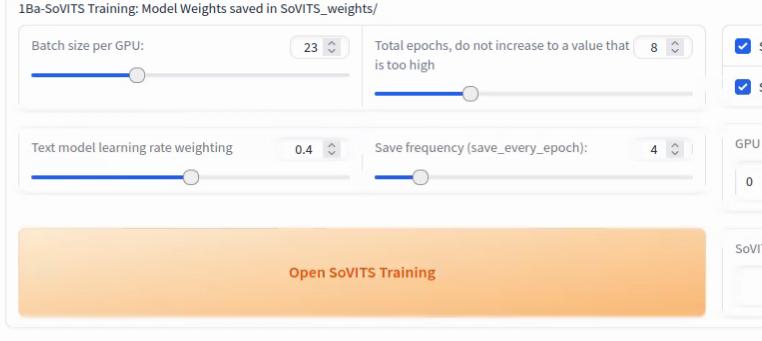 1Ba-SoVITS Training: Model Weights saved in SoVITS_weights/
Batch size per GPU:
23
Total epochs, do not increase to a value that
is too high
8
Text model learning rate weighting
0.4
Save frequency (save_every_epoch):
4
GPU
0
Open SoVITS Training